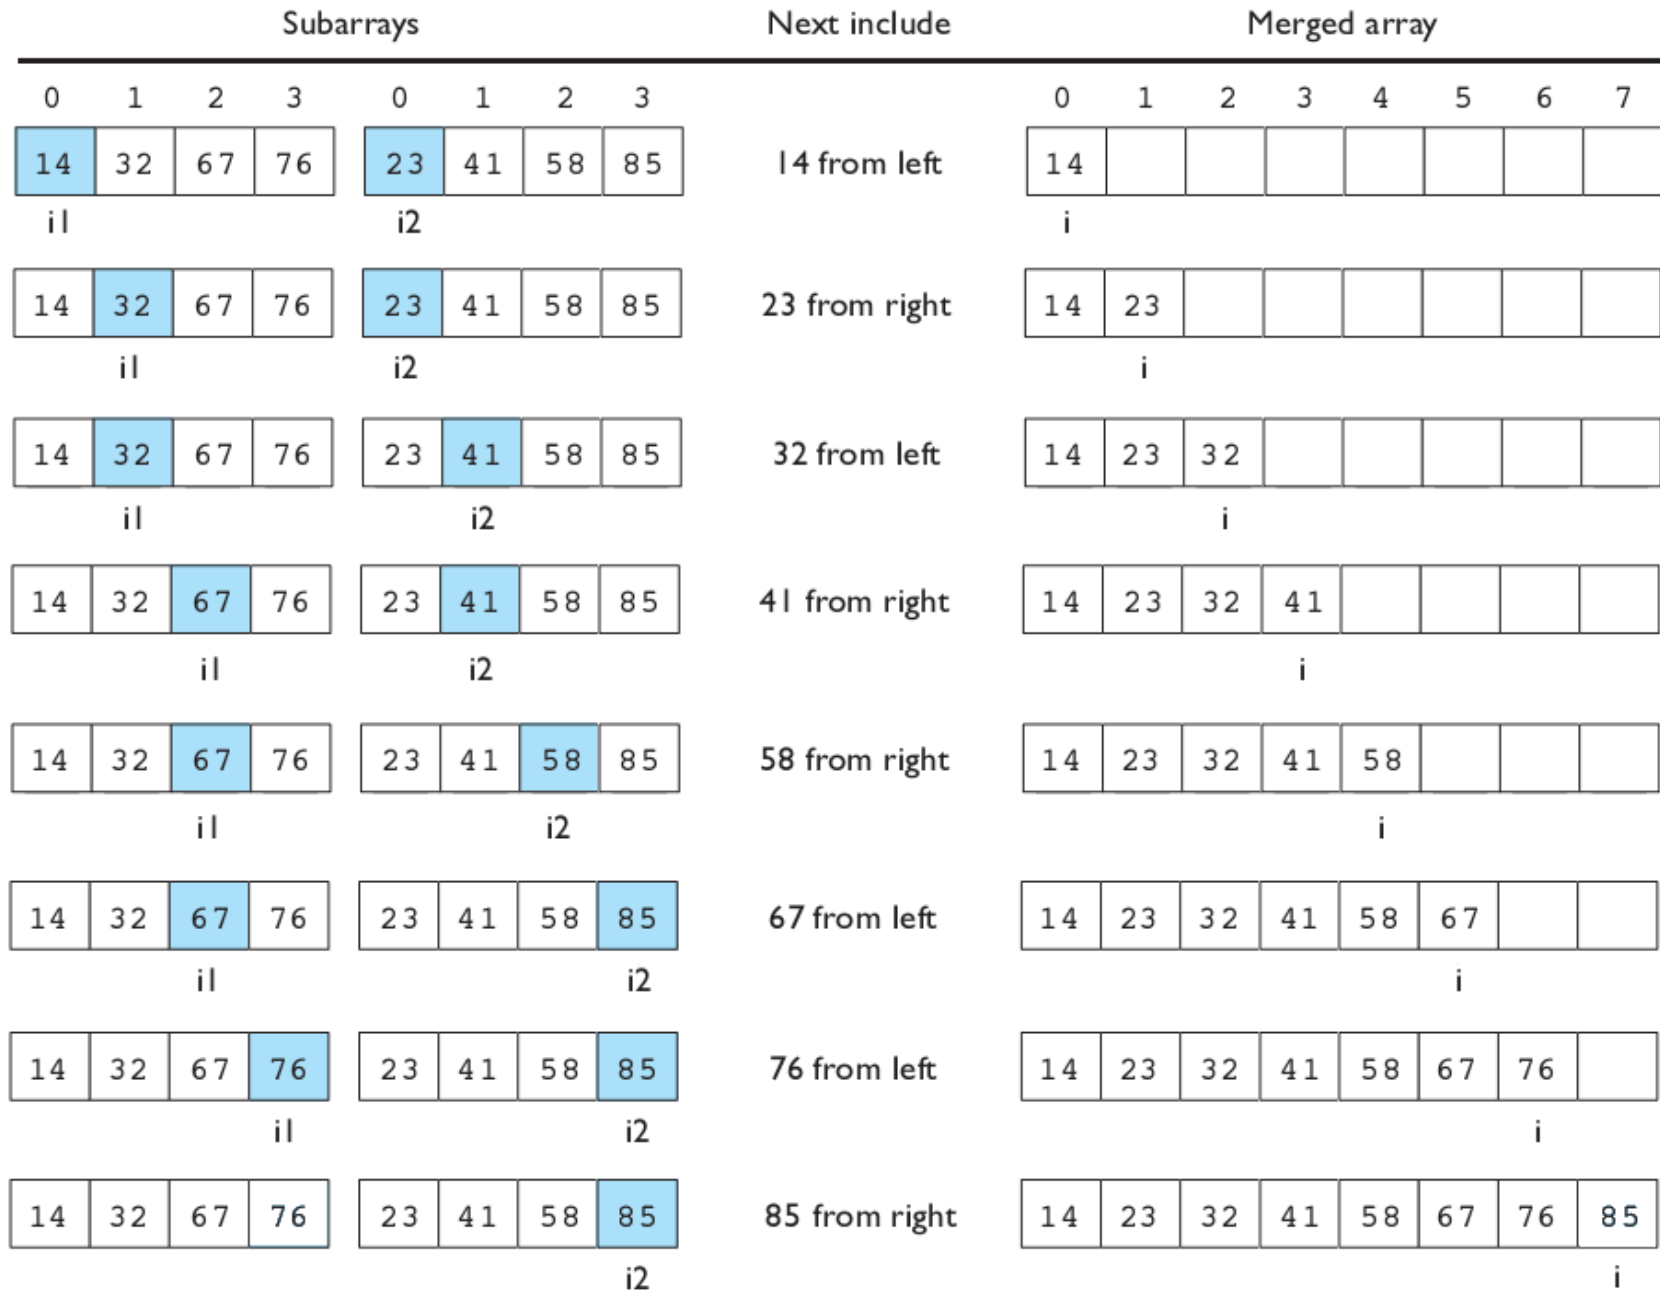 Subarrays Next include Merged array
0 1 2 3 0 1 2 3 0 1 2 3 4 5 6 7
14 32 67 76 23 41 58 85 14 from left 14
i1 i2 i
14 32 67 76 23 41 58 85 23 from right 14 23
i1 i2 i
14 32 67 76 23 41 58 85 32 from left 14 23 32
i1 i2 i
14 32 67 76 23 41 58 85 41 from right 14 23 32 41
i1 i2 i
14 32 67 76 23 41 58 85 58 from right 14 23 32 41 58
i1 i2 i
14 32 67 76 23 41 58 85 67 from left 14 23 32 41 58 67
i1 i2 i
14 32 67 76 23 41 58 85 76 from left 14 23 32 41 58 67 76
i1 i2 i
14 32 67 76 23 41 58 85 85 from right 14 23 32 41 58 67 76 85
i2 i